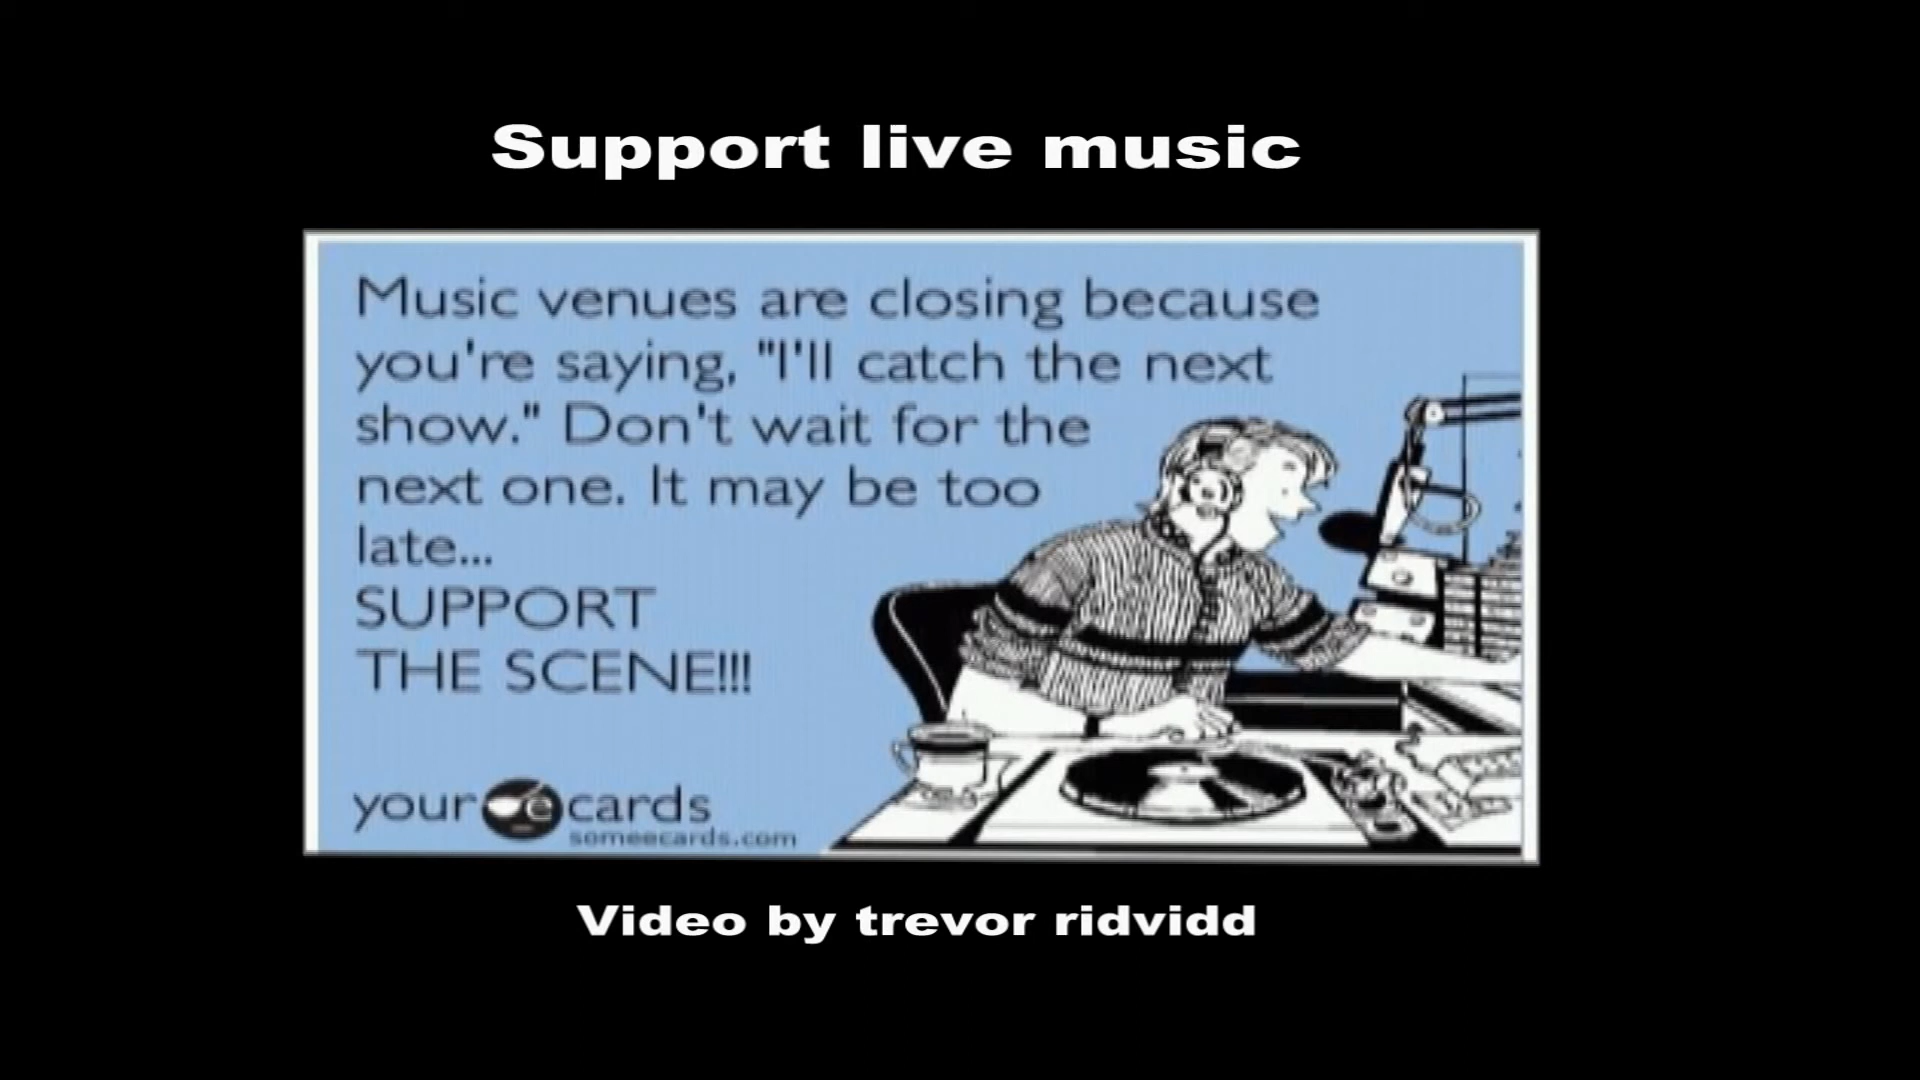 Support live music
Music venues are closing because
you're saying, "I'll catch the next
show." Don't wait for the
next one. It may be too
late...
SUPPORT
THE SCENE!!!
your e cards
someecards.com
Video by trevor ridvidd